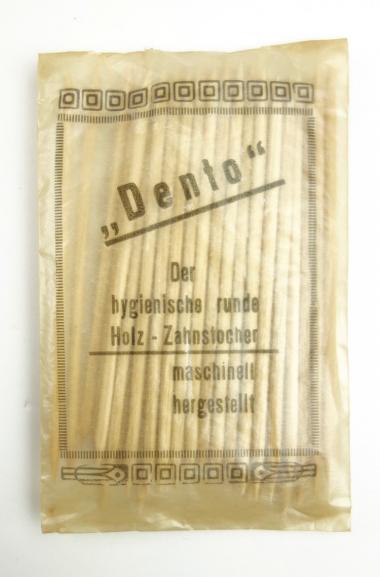 „Dento“
Der
hygienische runde
Holz - Zahnstocher
maschinell
hergestellt